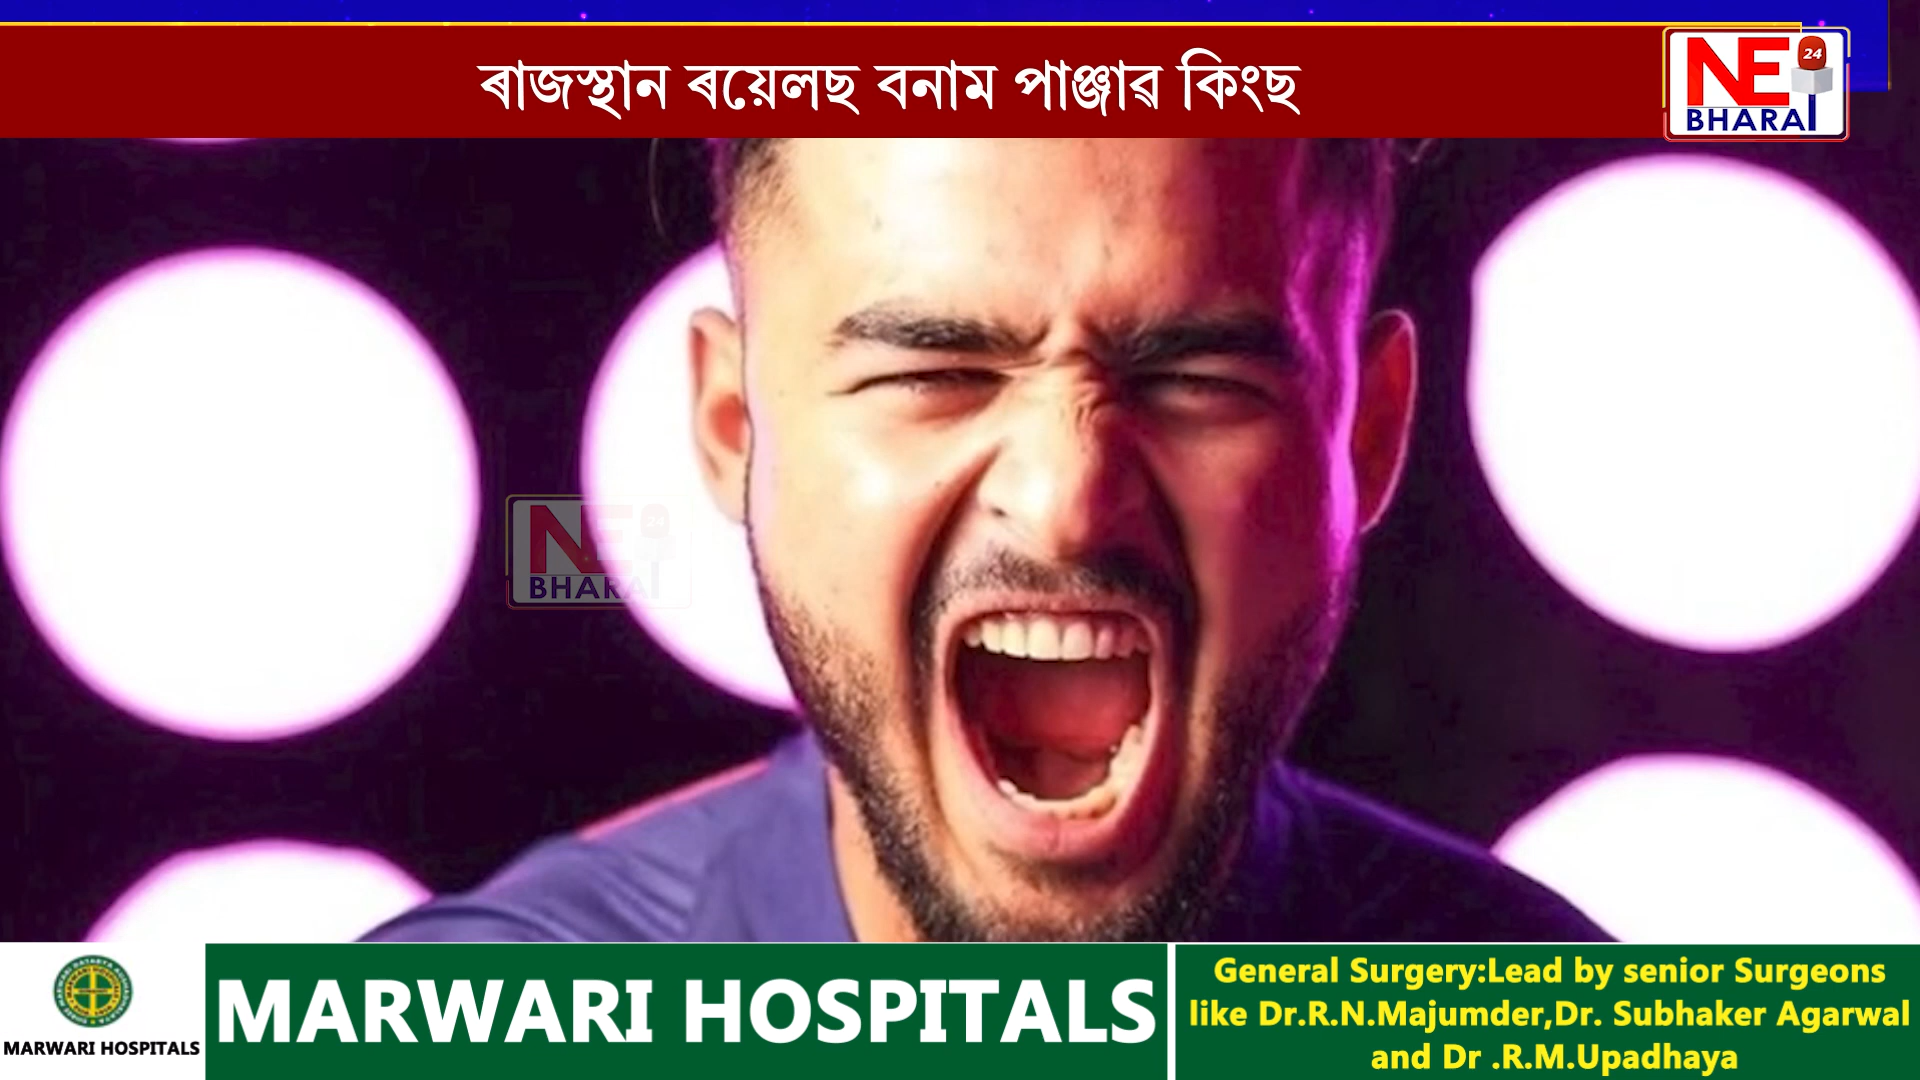 ৰাজস্থান ৰয়েলছ বনাম পাঞ্জাৱ কিংছ
NE 24
BHARAT
NE 24
BHARAT
MARWARI HOSPITALS
MARWARI HOSPITALS
General Surgery:Lead by senior Surgeons
like Dr.R.N.Majumder,Dr. Subhaker Agarwal
and Dr .R.M.Upadhaya